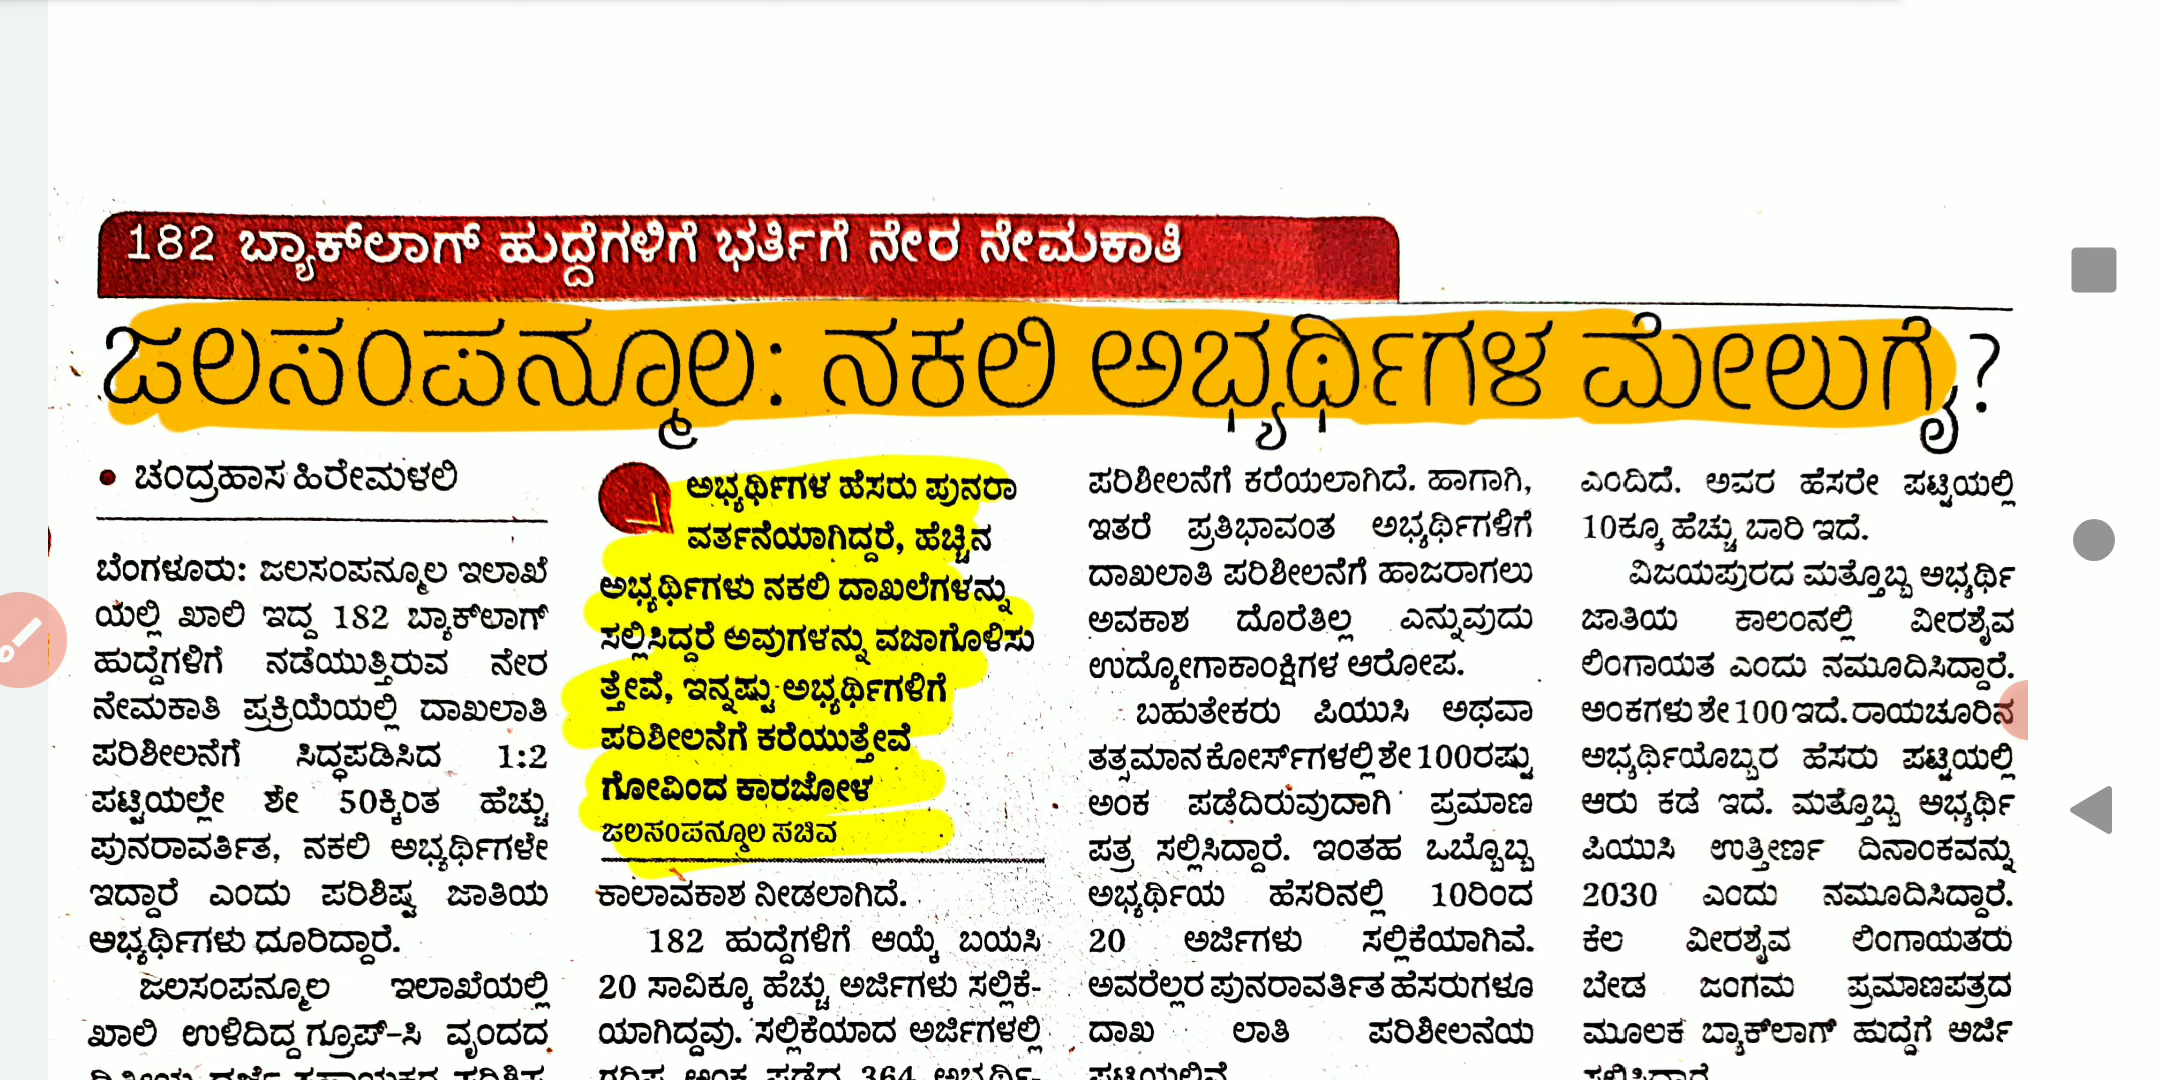 182 ಬ್ಯಾಕ್‌ಲಾಗ್ ಹುದ್ದೆಗಳಿಗೆ ಭರ್ತಿಗೆ ನೇರ ನೇಮಕಾತಿ
ಜಲಸಂಪನ್ಮೂಲ: ನಕಲಿ ಅಭ್ಯರ್ಥಿಗಳ ಮೇಲುಗೈ?
• ಚಂದ್ರಹಾಸ ಹಿರೇಮಳಲಿ
ಬೆಂಗಳೂರು: ಜಲಸಂಪನ್ಮೂಲ ಇಲಾಖೆ
ಯಲ್ಲಿ ಖಾಲಿ ಇದ್ದ 182 ಬ್ಯಾಕ್‌ಲಾಗ್
ಹುದ್ದೆಗಳಿಗೆ ನಡೆಯುತ್ತಿರುವ ನೇರ
ನೇಮಕಾತಿ ಪ್ರಕ್ರಿಯೆಯಲ್ಲಿ ದಾಖಲಾತಿ
ಪರಿಶೀಲನೆಗೆ ಸಿದ್ಧಪಡಿಸಿದ 1:2
ಪಟ್ಟಿಯಲ್ಲೇ ಶೇ 50ಕ್ಕಿಂತ ಹೆಚ್ಚು
ಪುನರಾವರ್ತಿತ, ನಕಲಿ ಅಭ್ಯರ್ಥಿಗಳೇ
ಇದ್ದಾರೆ ಎಂದು ಪರಿಶಿಷ್ಟ ಜಾತಿಯ
ಅಭ್ಯರ್ಥಿಗಳು ದೂರಿದ್ದಾರೆ.
ಜಲಸಂಪನ್ಮೂಲ ಇಲಾಖೆಯಲ್ಲಿ
ಖಾಲಿ ಉಳಿದಿದ್ದ ಗ್ರೂಪ್-ಸಿ ವೃಂದದ
ಅಭ್ಯರ್ಥಿಗಳ ಹೆಸರು ಪುನರಾ
ವರ್ತನೆಯಾಗಿದ್ದರೆ, ಹೆಚ್ಚಿನ
ಅಭ್ಯರ್ಥಿಗಳು ನಕಲಿ ದಾಖಲೆಗಳನ್ನು
ಸಲ್ಲಿಸಿದ್ದರೆ ಅವುಗಳನ್ನು ವಜಾಗೊಳಿಸು
ತ್ತೇವೆ, ಇನ್ನಷ್ಟು ಅಭ್ಯರ್ಥಿಗಳಿಗೆ
ಪರಿಶೀಲನೆಗೆ ಕರೆಯುತ್ತೇವೆ
ಗೋವಿಂದ ಕಾರಜೋಳ
ಜಲಸಂಪನ್ಮೂಲ ಸಚಿವ
ಕಾಲಾವಕಾಶ ನೀಡಲಾಗಿದೆ.
182 ಹುದ್ದೆಗಳಿಗೆ ಆಯ್ಕೆ ಬಯಸಿ
20 ಸಾವಿಕ್ಕೂ ಹೆಚ್ಚು ಅರ್ಜಿಗಳು ಸಲ್ಲಿಕೆ-
ಯಾಗಿದ್ದವು. ಸಲ್ಲಿಕೆಯಾದ ಅರ್ಜಿಗಳಲ್ಲಿ
ಗರಿಷ್ಠ ಅಂಕ ಪಡೆದ 364 ಅಭ್ಯರ್ಥಿ-
ಪರಿಶೀಲನೆಗೆ ಕರೆಯಲಾಗಿದೆ. ಹಾಗಾಗಿ,
ಇತರೆ ಪ್ರತಿಭಾವಂತ ಅಭ್ಯರ್ಥಿಗಳಿಗೆ
ದಾಖಲಾತಿ ಪರಿಶೀಲನೆಗೆ ಹಾಜರಾಗಲು
ಅವಕಾಶ ದೊರೆತಿಲ್ಲ ಎನ್ನುವುದು
ಉದ್ಯೋಗಾಕಾಂಕ್ಷಿಗಳ ಆರೋಪ.
ಬಹುತೇಕರು ಪಿಯುಸಿ ಅಥವಾ
ತತ್ಸಮಾನ ಕೋರ್ಸ್‌ಗಳಲ್ಲಿ ಶೇ 100ರಷ್ಟು
ಅಂಕ ಪಡೆದಿರುವುದಾಗಿ ಪ್ರಮಾಣ
ಪತ್ರ ಸಲ್ಲಿಸಿದ್ದಾರೆ. ಇಂತಹ ಒಬ್ಬೊಬ್ಬ
ಅಭ್ಯರ್ಥಿಯ ಹೆಸರಿನಲ್ಲಿ 10ರಿಂದ
20 ಅರ್ಜಿಗಳು ಸಲ್ಲಿಕೆಯಾಗಿವೆ.
ಅವರೆಲ್ಲರ ಪುನರಾವರ್ತಿತ ಹೆಸರುಗಳೂ
ದಾಖ ಲಾತಿ ಪರಿಶೀಲನೆಯ
ಪಟ್ಟಿಯಲ್ಲಿವೆ.
ಎಂದಿದೆ. ಅವರ ಹೆಸರೇ ಪಟ್ಟಿಯಲ್ಲಿ
10ಕ್ಕೂ ಹೆಚ್ಚು ಬಾರಿ ಇದೆ.
ವಿಜಯಪುರದ ಮತ್ತೊಬ್ಬ ಅಭ್ಯರ್ಥಿ
ಜಾತಿಯ ಕಾಲಂನಲ್ಲಿ ವೀರಶೈವ
ಲಿಂಗಾಯತ ಎಂದು ನಮೂದಿಸಿದ್ದಾರೆ.
ಅಂಕಗಳು ಶೇ 100 ಇದೆ. ರಾಯಚೂರಿನ
ಅಭ್ಯರ್ಥಿಯೊಬ್ಬರ ಹೆಸರು ಪಟ್ಟಿಯಲ್ಲಿ
ಆರು ಕಡೆ ಇದೆ. ಮತ್ತೊಬ್ಬ ಅಭ್ಯರ್ಥಿ
ಪಿಯುಸಿ ಉತ್ತೀರ್ಣ ದಿನಾಂಕವನ್ನು
2030 ಎಂದು ನಮೂದಿಸಿದ್ದಾರೆ.
ಕೆಲ ವೀರಶೈವ ಲಿಂಗಾಯತರು
ಬೇಡ ಜಂಗಮ ಪ್ರಮಾಣಪತ್ರದ
ಮೂಲಕ ಬ್ಯಾಕ್‌ಲಾಗ್ ಹುದ್ದೆಗೆ ಅರ್ಜಿ
ಸಲ್ಲಿಸಿದ್ದಾರೆ.